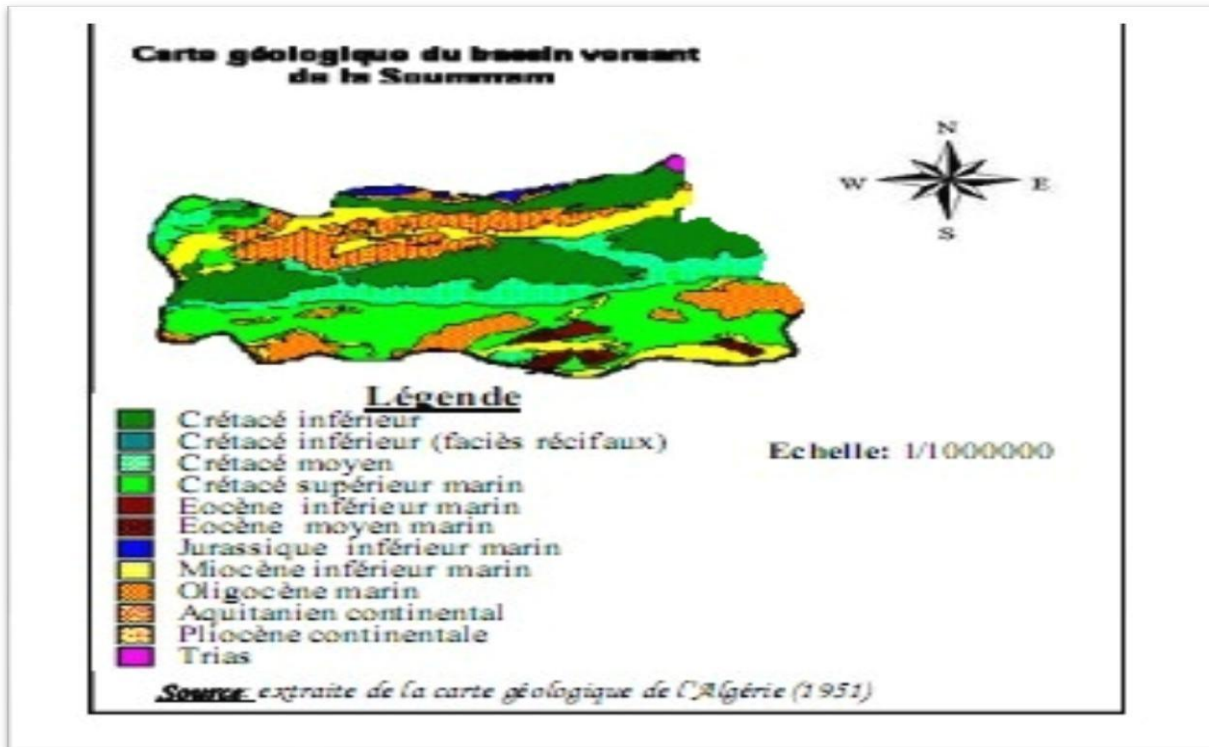 Carte géologique du bassin versant
de la Soummam
N
W E
S
Légende
Crétacé inférieur
Crétacé inférieur (faciès récifaux)
Crétacé moyen
Crétacé supérieur marin
Eocène inférieur marin
Eocène moyen marin
Jurassique inférieur marin
Miocène inférieur marin
Oligocène marin
Aquitanien continental
Pliocène continentale
Trias
Echelle: 1/1000000
Source extraite de la carte géologique de l'Algérie (1951)